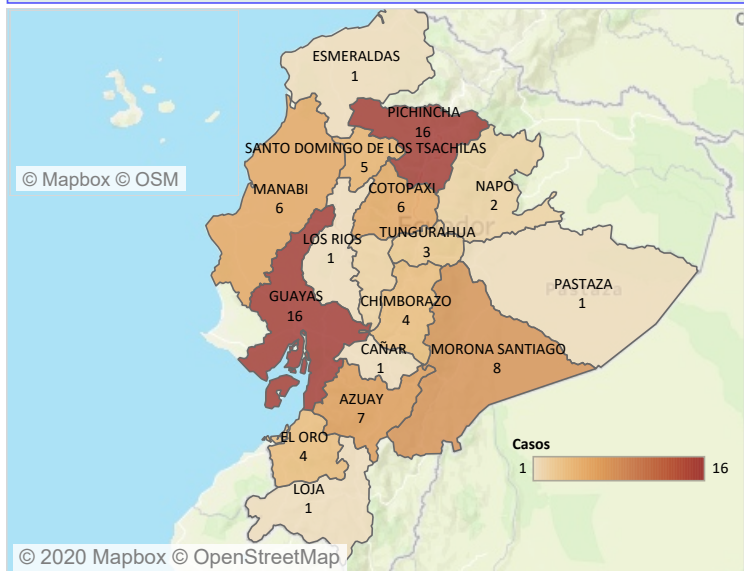 ESMERALDAS
1
PICHINCHA
16
SANTO DOMINGO DE LOS TSACHILAS
5
© Mapbox © OSM
MANABI
6
COTOPAXI
6
NAPO
2
Ecuador
TUNGURAHUA
3
LOS RIOS
1
PASTAZA
1
Pastaza
GUAYAS
16
CHIMBORAZO
4
CAÑAR
1
MORONA SANTIAGO
8
AZUAY
7
EL ORO
4
Casos
1
16
LOJA
1
© 2020 Mapbox © OpenStreetMap